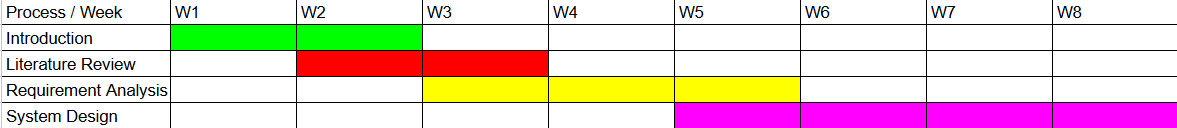 Process / Week W1 W2 W3 W4 W5 W6 W7 W8
Introduction
Literature Review
Requirement Analysis
System Design